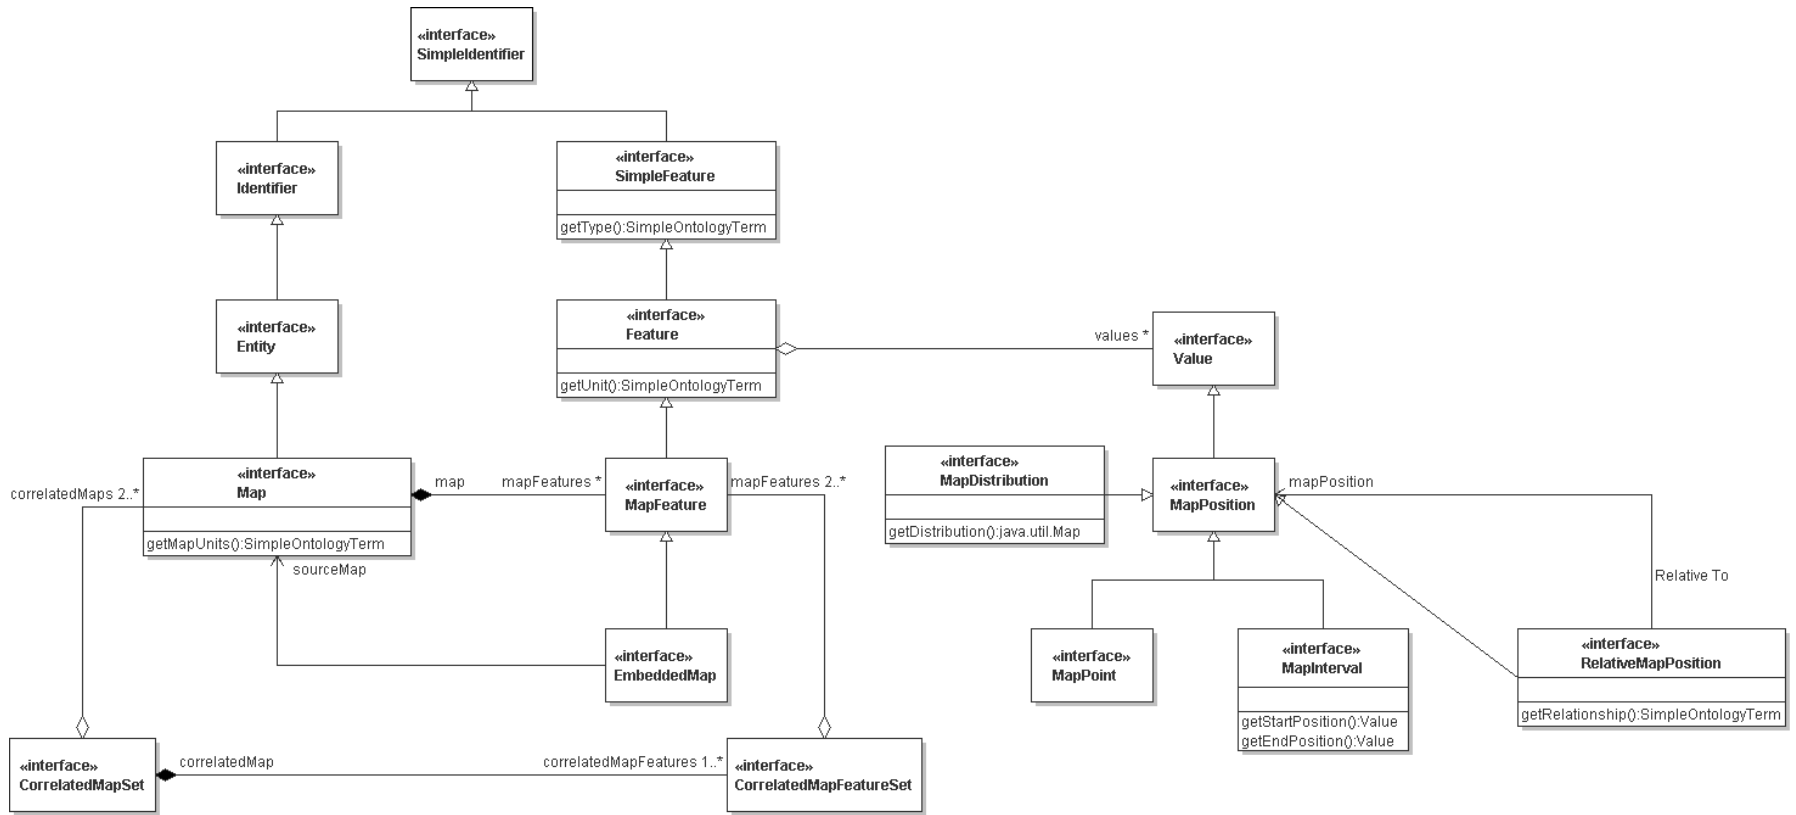 «interface»
SimpleIdentifier
«interface»
Identifier
«interface»
SimpleFeature
getType():SimpleOntologyTerm
«interface»
Entity
«interface»
Feature
getUnit():SimpleOntologyTerm
values *
«interface»
Value
correlatedMaps 2..*
«interface»
Map
getMapUnits():SimpleOntologyTerm
map
mapFeatures *
«interface»
MapFeature
mapFeatures 2..*
«interface»
MapDistribution
getDistribution():java.util.Map
«interface»
MapPosition
mapPosition
sourceMap
Relative To
«interface»
EmbeddedMap
«interface»
MapPoint
«interface»
MapInterval
getStartPosition():Value
getEndPosition():Value
«interface»
RelativeMapPosition
getRelationship():SimpleOntologyTerm
«interface»
CorrelatedMapSet
correlatedMap
correlatedMapFeatures 1..*
«interface»
CorrelatedMapFeatureSet